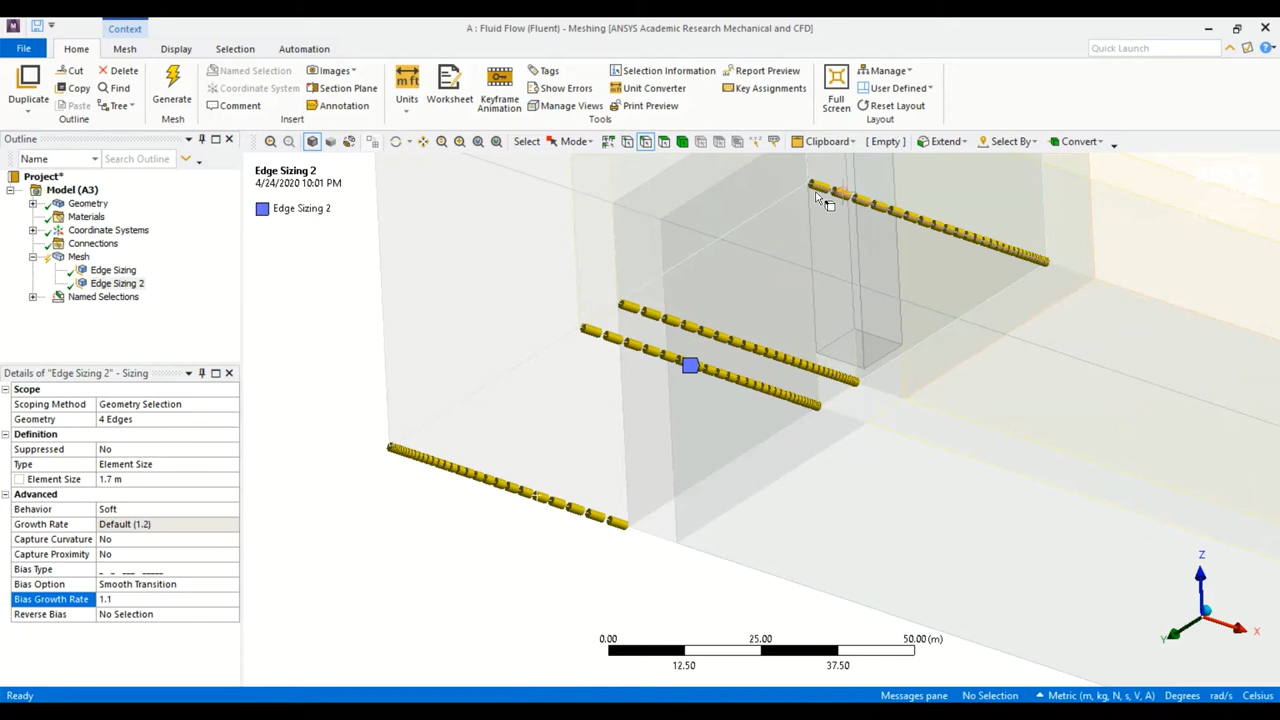 Context
A : Fluid Flow (Fluent) - Meshing [ANSYS Academic Research Mechanical and CFD]
File Home Mesh Display Selection Automation Quick Launch
Duplicate Cut Copy Paste Delete Find Tree Outline
Generate Mesh
Named Selection Coordinate System Comment Images Section Plane Annotation Insert
Units Worksheet Keyframe Animation Tags Show Errors Manage Views Selection Information Unit Converter Print Preview Report Preview Key Assignments Tools
Full Screen Manage User Defined Reset Layout Layout
Outline
Select Mode Clipboard [ Empty ] Extend Select By Convert
Name Search Outline
Project*
Model (A3)
Geometry
Materials
Coordinate Systems
Connections
Mesh
Edge Sizing
Edge Sizing 2
Named Selections
Details of "Edge Sizing 2" - Sizing
Scope
Scoping Method Geometry Selection
Geometry 4 Edges
Definition
Suppressed No
Type Element Size
Element Size 1.7 m
Advanced
Behavior Soft
Growth Rate Default (1.2)
Capture Curvature No
Capture Proximity No
Bias Type _ _ ___ _____
Bias Option Smooth Transition
Bias Growth Rate 1.1
Reverse Bias No Selection
Edge Sizing 2
4/24/2020 10:01 PM
Edge Sizing 2
0.00 25.00 50.00 (m)
12.50 37.50
Z
X
Y
Ready Messages pane No Selection Metric (m, kg, N, s, V, A) Degrees rad/s Celsius